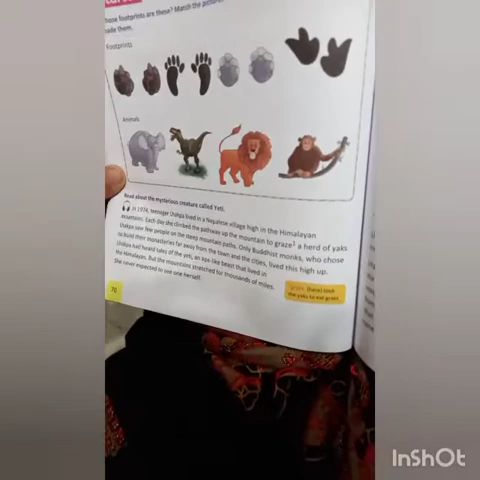 hose footprints are these? Match the
ade them.
Footprints
Animals
Read about the mysterious creature called Yeti.
In 1974, teenager Lhakpa lived in a Nepalese village high in the Himalayan
mountains. Each day she climbed the pathway up the mountain to graze¹ a herd of yaks
Lhakpa saw few people on the many mountain paths. Only Buddhist monks, who chose
to build their monasteries far away from the town and the cities, lived this high up.
Lhakpa had heard tales of the yeti, an ape-like beast that lived in
the Himalayas. But the mountains stretched for thousands of miles.
She never expected to see one herself.
graze: (here) took
the yaks to eat grass
70
InShOt